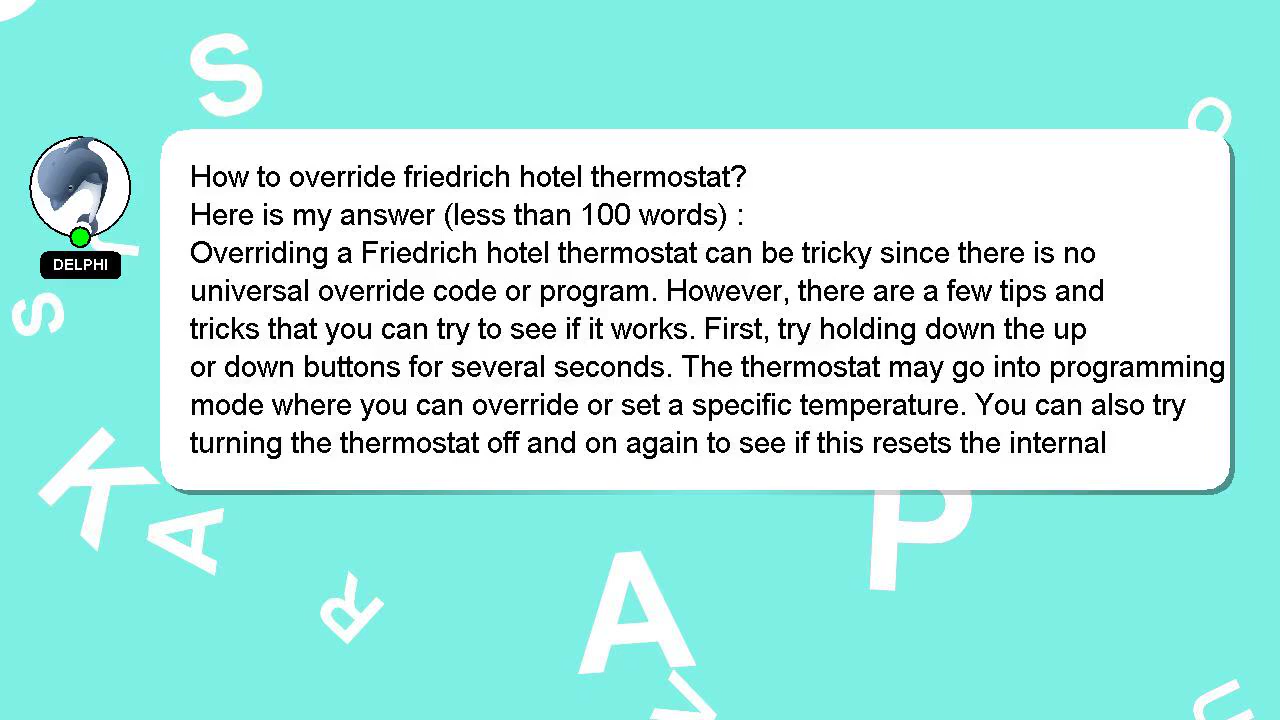 S
O
How to override friedrich hotel thermostat?
Here is my answer (less than 100 words) :
Overriding a Friedrich hotel thermostat can be tricky since there is no
universal override code or program. However, there are a few tips and
tricks that you can try to see if it works. First, try holding down the up
or down buttons for several seconds. The thermostat may go into programming
mode where you can override or set a specific temperature. You can also try
turning the thermostat off and on again to see if this resets the internal
DELPHI
Y
S
K
A
P
R
A
V
U